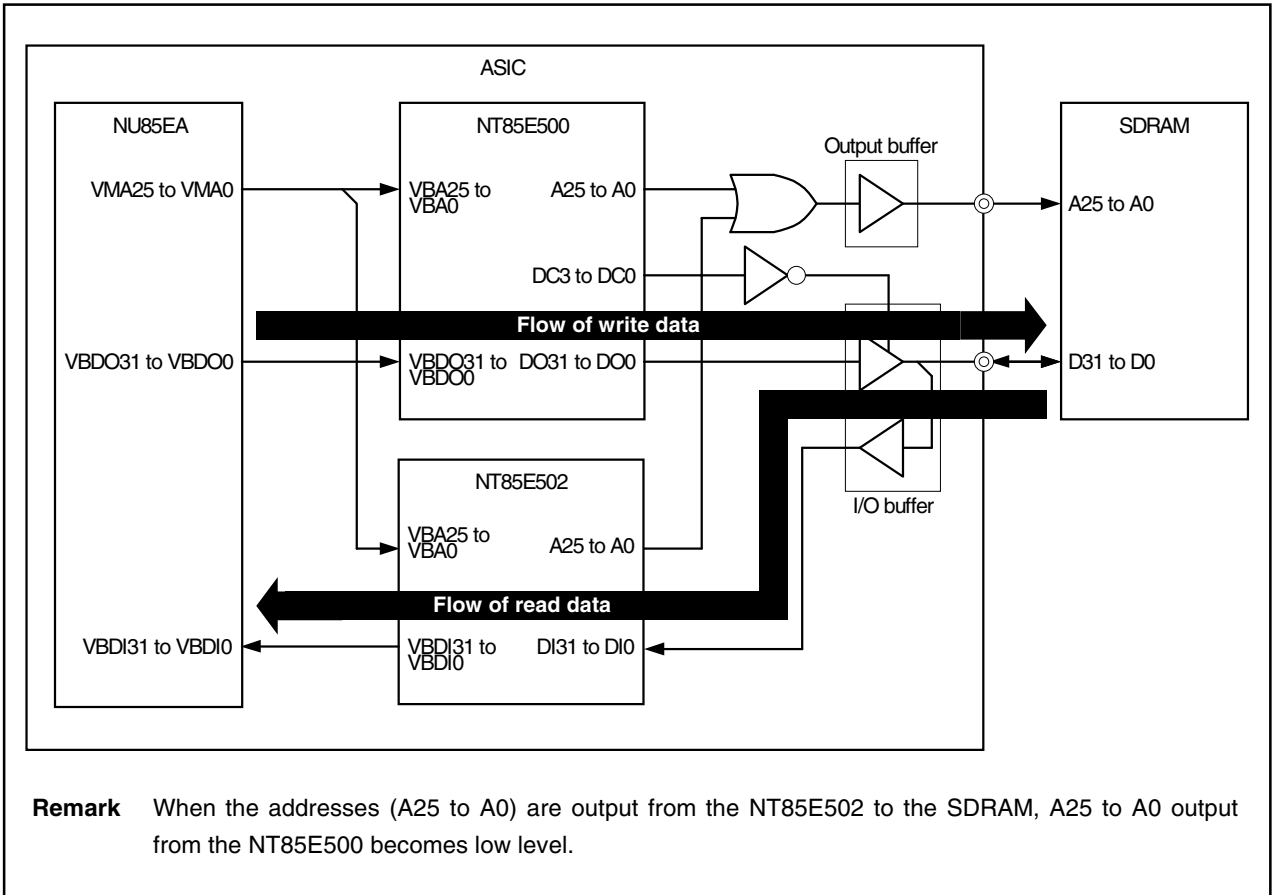 ASIC
NU85EA
NT85E500
SDRAM
Output buffer
VMA25 to VMA0
VBA25 to
VBA0
A25 to A0
A25 to A0
DC3 to DC0
Flow of write data
VBDO31 to VBDO0
VBDO31 to
VBDO0
DO31 to DO0
D31 to D0
NT85E502
I/O buffer
VBA25 to
VBA0
A25 to A0
Flow of read data
VBDI31 to VBDI0
VBDI31 to
VBDI0
DI31 to DI0
Remark When the addresses (A25 to A0) are output from the NT85E502 to the SDRAM, A25 to A0 output
from the NT85E500 becomes low level.